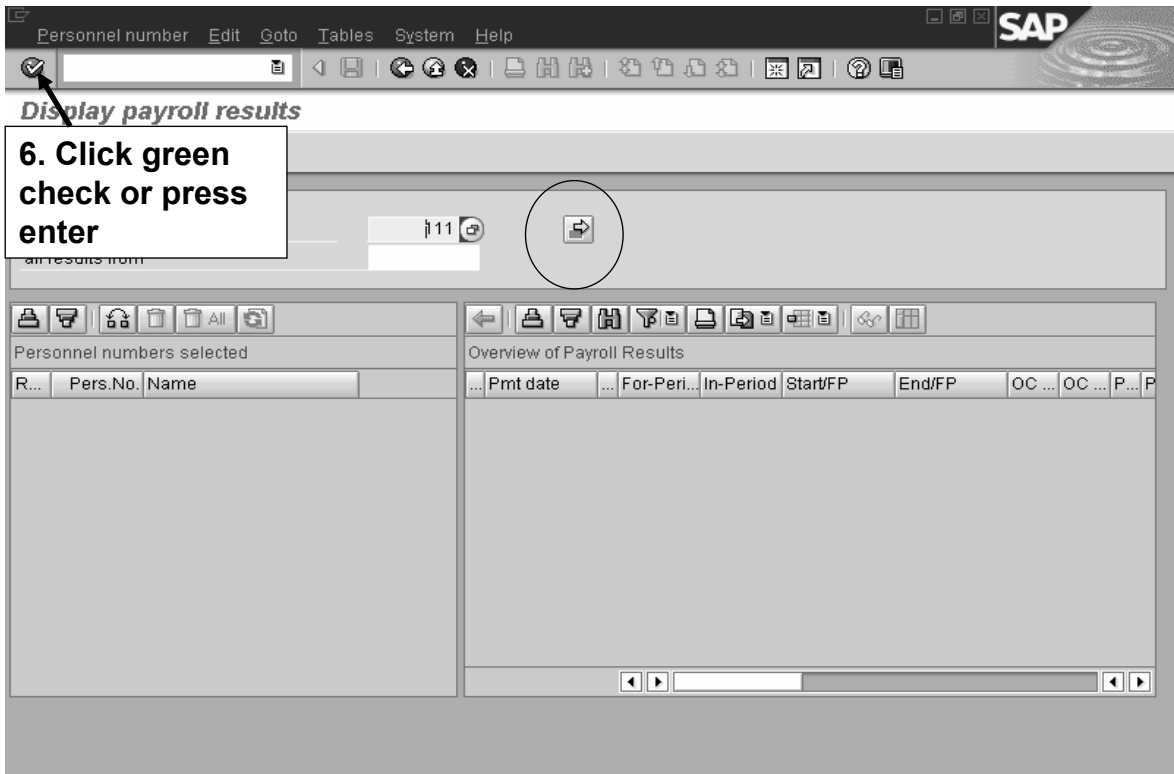 Personnel number Edit Goto Tables System Help
SAP
Display payroll results
6. Click green
check or press
enter
111
all results from
All
Personnel numbers selected
Overview of Payroll Results
R... Pers.No. Name
... Pmt date ... For-Peri... In-Period Start/FP End/FP OC ... OC ... P... P